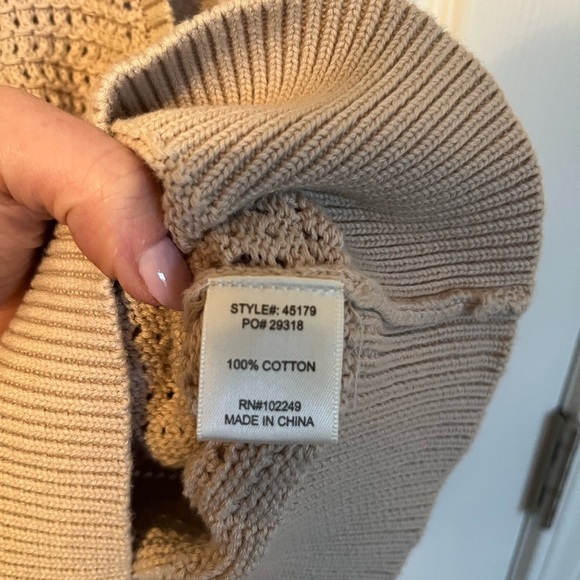 STYLE#: 45179
PO# 29318
100% COTTON
RN#102249
MADE IN CHINA